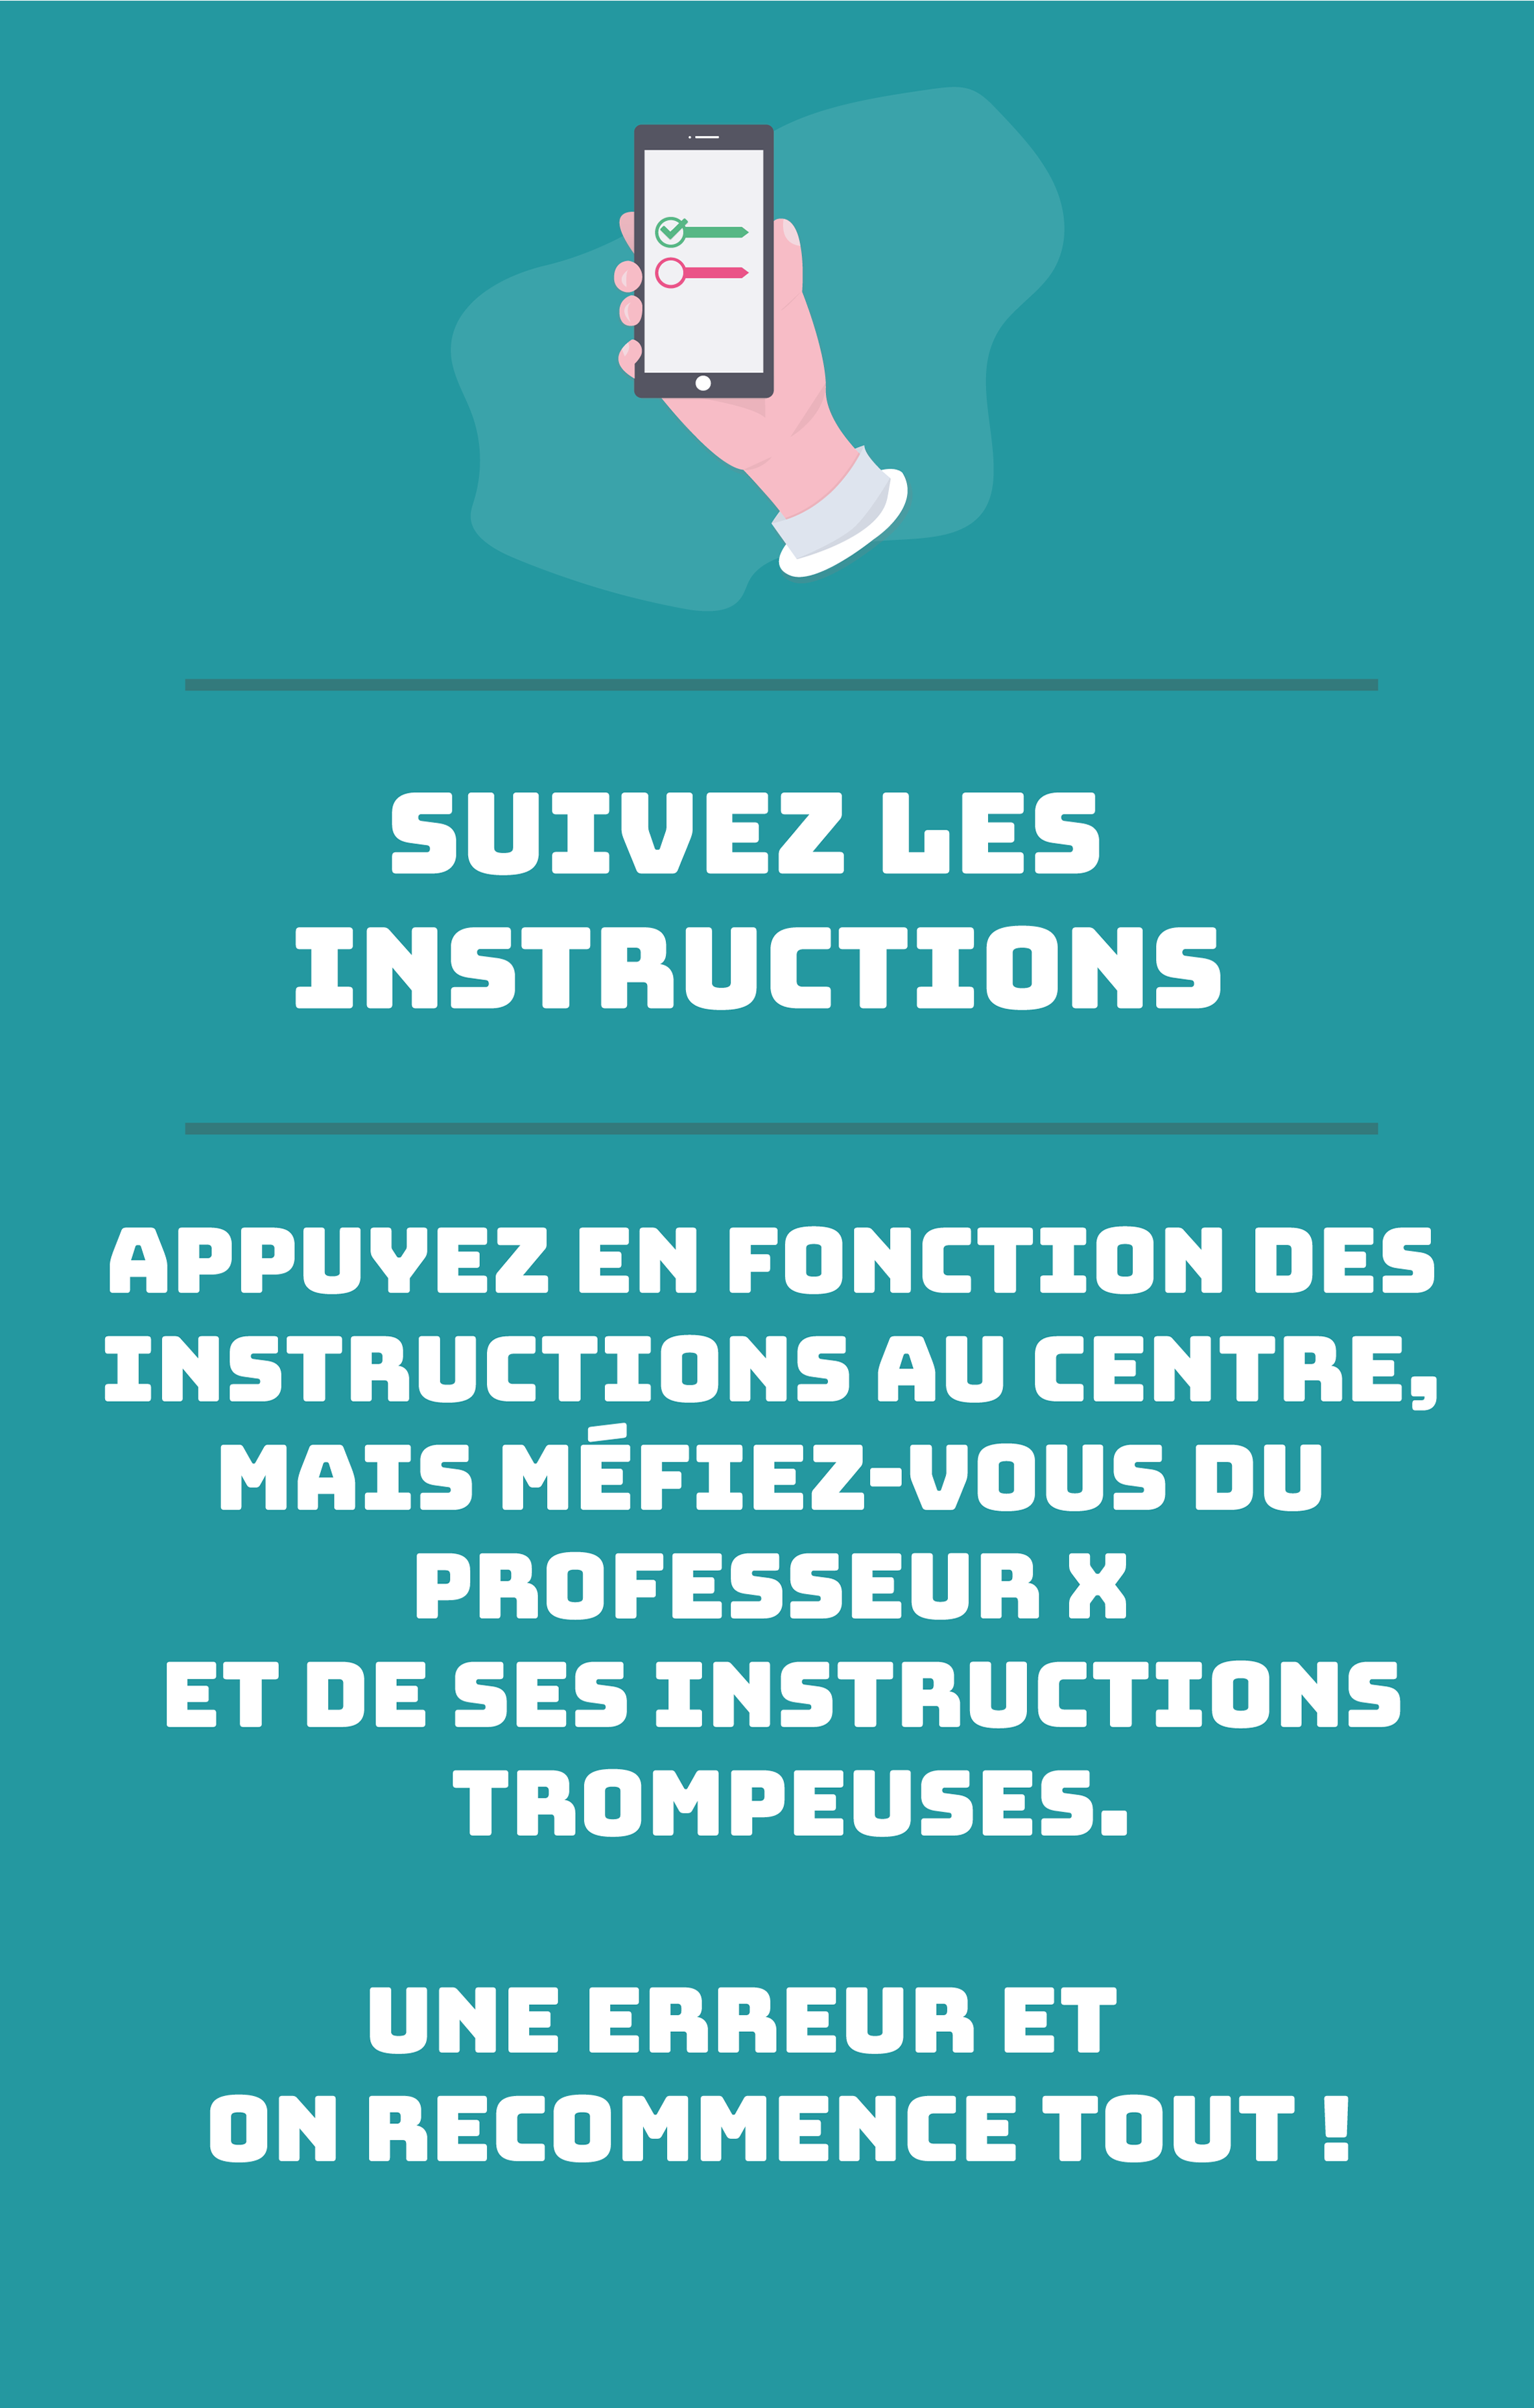 SUIVEZ LES
INSTRUCTIONS
APPUYEZ EN FONCTION DES
INSTRUCTIONS AU CENTRE,
MAIS MÉFIEZ-VOUS DU
PROFESSEUR X
ET DE SES INSTRUCTIONS
TROMPEUSES.
UNE ERREUR ET
ON RECOMMENCE TOUT !